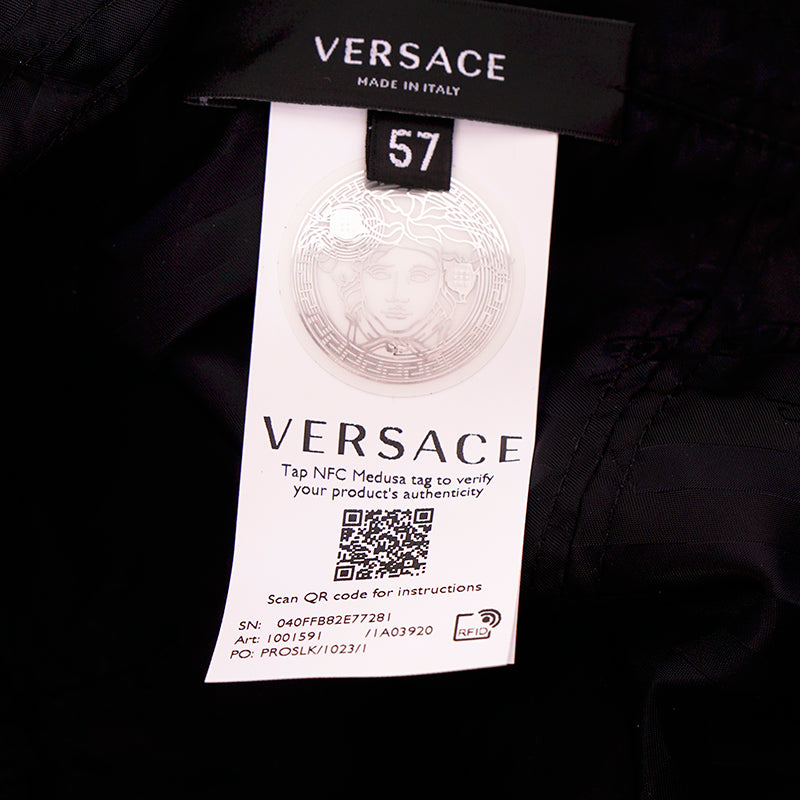 VERSACE
MADE IN ITALY
57
VERSACE
Tap NFC Medusa tag to verify
your product's authenticity
Scan QR code for instructions
SN: 040FFB82E77281
Art: 1001591 /1A03920
PO: PROSLK/1023/1
RFID